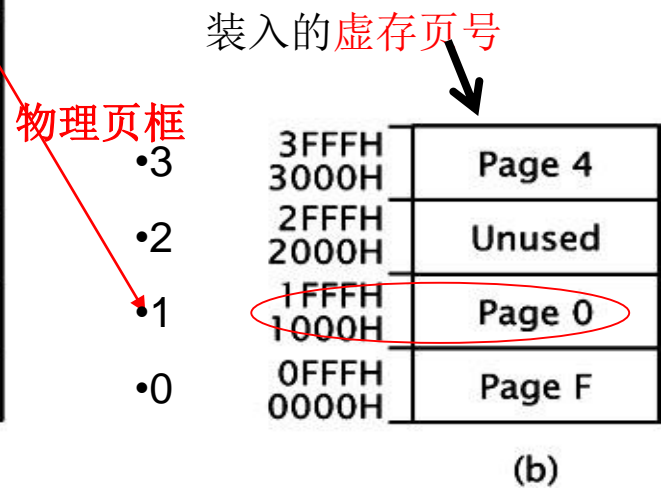 装入的虚存页号
物理页框
•3
3FFFH
3000H
Page 4
•2
2FFFH
2000H
Unused
•1
1FFFH
1000H
Page 0
•0
0FFFH
0000H
Page F
(b)